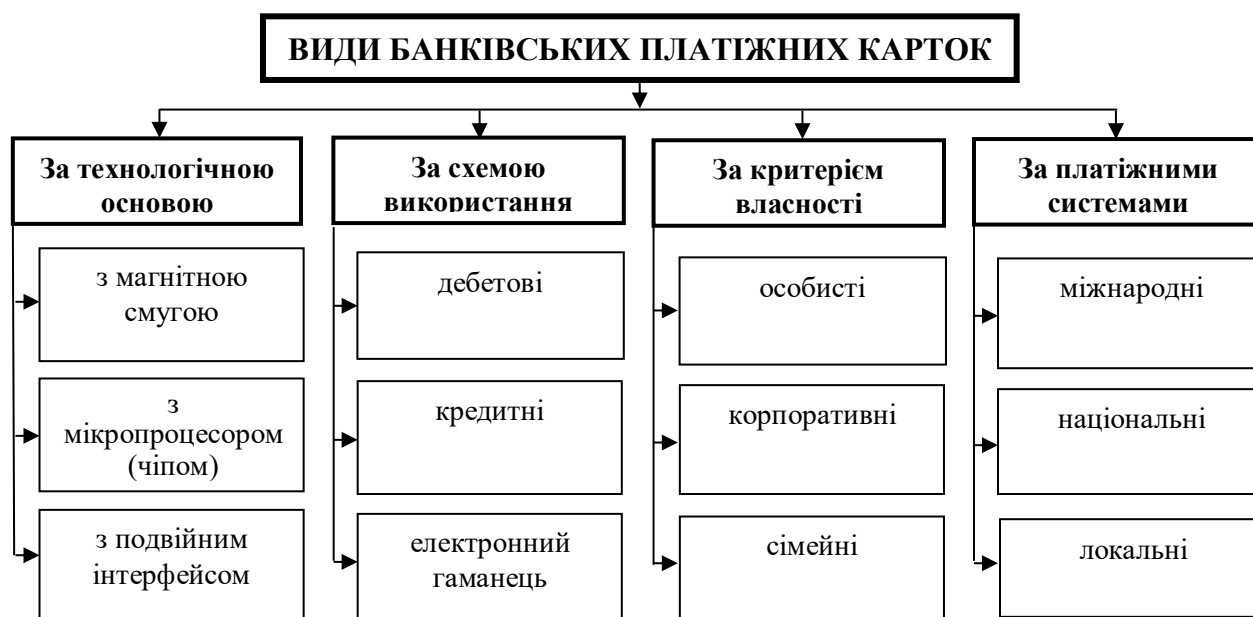 ВИДИ БАНКІВСЬКИХ ПЛАТІЖНИХ КАРТОК
За технологічною
основою
з магнітною
смугою
з
мікропроцесором
(чіпом)
з подвійним
інтерфейсом
За схемою
використання
дебетові
кредитні
електронний
гаманець
За критерієм
власності
особисті
корпоративні
сімейні
За платіжними
системами
міжнародні
національні
локальні